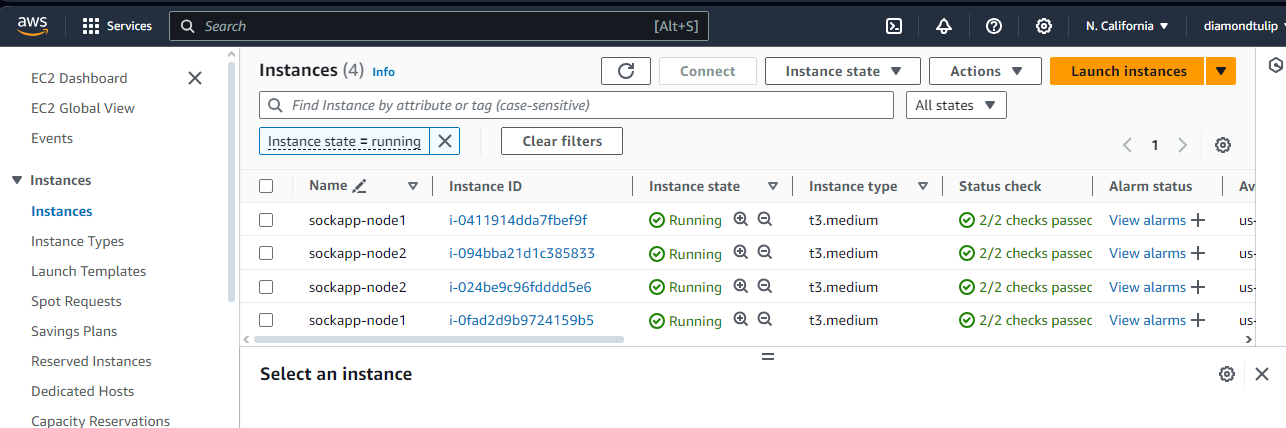 aws Services Search [Alt+S] N. California diamondtulip
EC2 Dashboard
EC2 Global View
Events
Instances
Instances
Instance Types
Launch Templates
Spot Requests
Savings Plans
Reserved Instances
Dedicated Hosts
Capacity Reservations
Instances (4) Info Connect Instance state Actions Launch instances
Find Instance by attribute or tag (case-sensitive) All states
Instance state = running Clear filters 1
Name Instance ID Instance state Instance type Status check Alarm status Av
sockapp-node1 i-0411914dda7fbef9f Running t3.medium 2/2 checks passed View alarms + us-
sockapp-node2 i-094bba21d1c385833 Running t3.medium 2/2 checks passed View alarms + us-
sockapp-node2 i-024be9c96fdddd5e6 Running t3.medium 2/2 checks passed View alarms + us-
sockapp-node1 i-0fad2d9b9724159b5 Running t3.medium 2/2 checks passed View alarms + us-
Select an instance